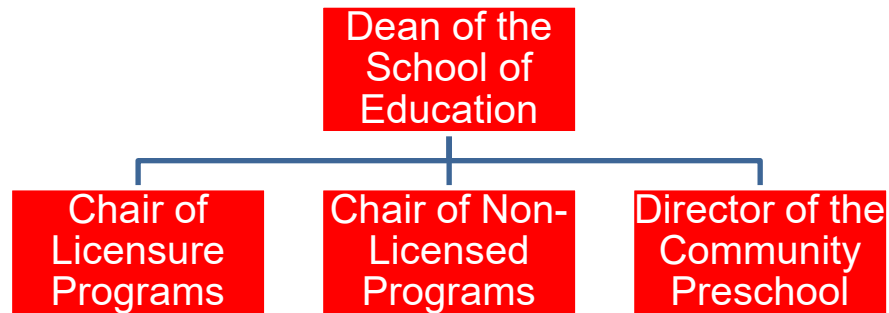 Dean of the
School of
Education
Chair of
Licensure
Programs
Chair of Non-
Licensed
Programs
Director of the
Community
Preschool